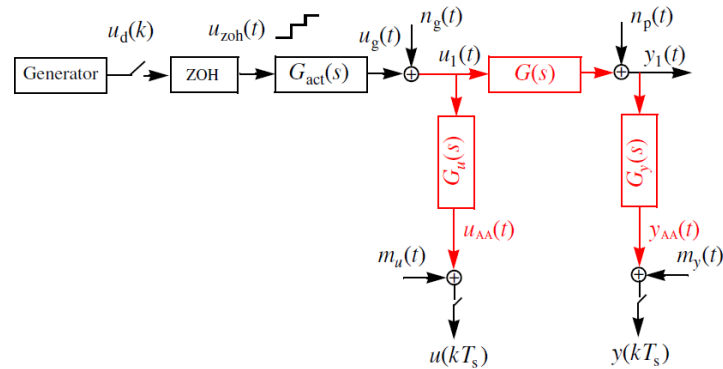 u_d(k)
u_zoh(t)
u_g(t)
n_g(t)
u_1(t)
n_p(t)
y_1(t)
Generator
ZOH
G_act(s)
G(s)
G_u(s)
G_y(s)
u_AA(t)
y_AA(t)
m_u(t)
m_y(t)
u(kT_s)
y(kT_s)